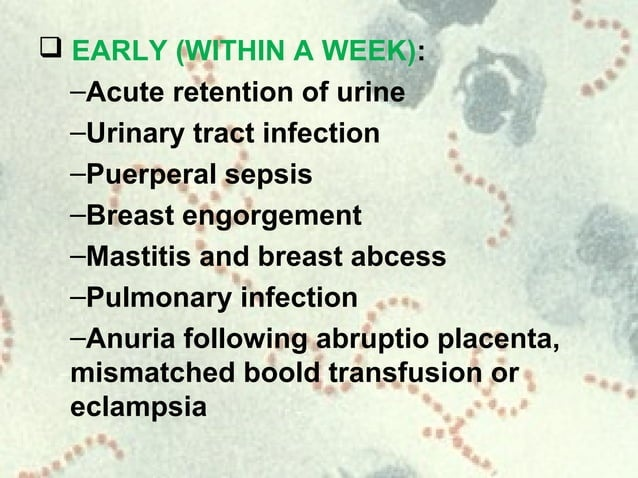 ❑ EARLY (WITHIN A WEEK):
–Acute retention of urine
–Urinary tract infection
–Puerperal sepsis
–Breast engorgement
–Mastitis and breast abcess
–Pulmonary infection
–Anuria following abruptio placenta,
mismatched boold transfusion or
eclampsia